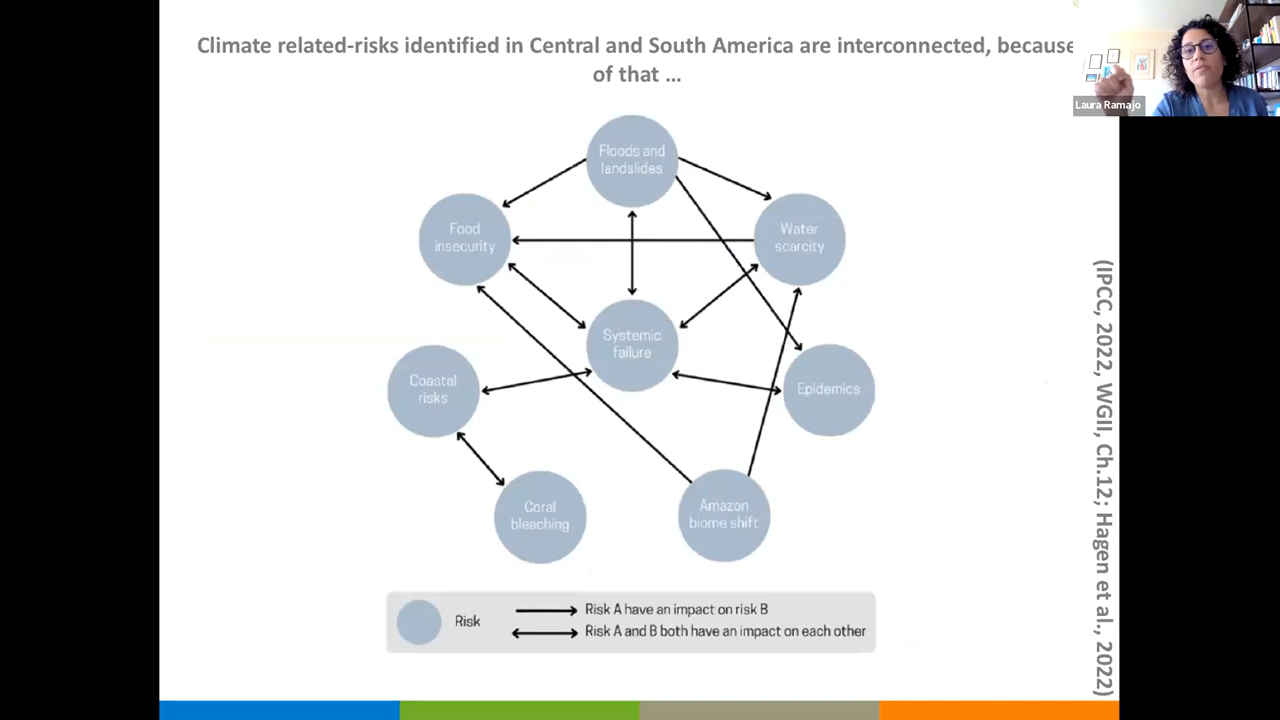 Climate related-risks identified in Central and South America are interconnected, because
of that ...
Laura Ramajo
Floods and
landslides
Food
insecurity
Water
scarcity
Systemic
failure
Coastal
risks
Epidemics
Coral
bleaching
Amazon
biome shift
Risk
Risk A have an impact on risk B
Risk A and B both have an impact on each other
(IPCC, 2022, WGII, Ch.12; Hagen et al., 2022)